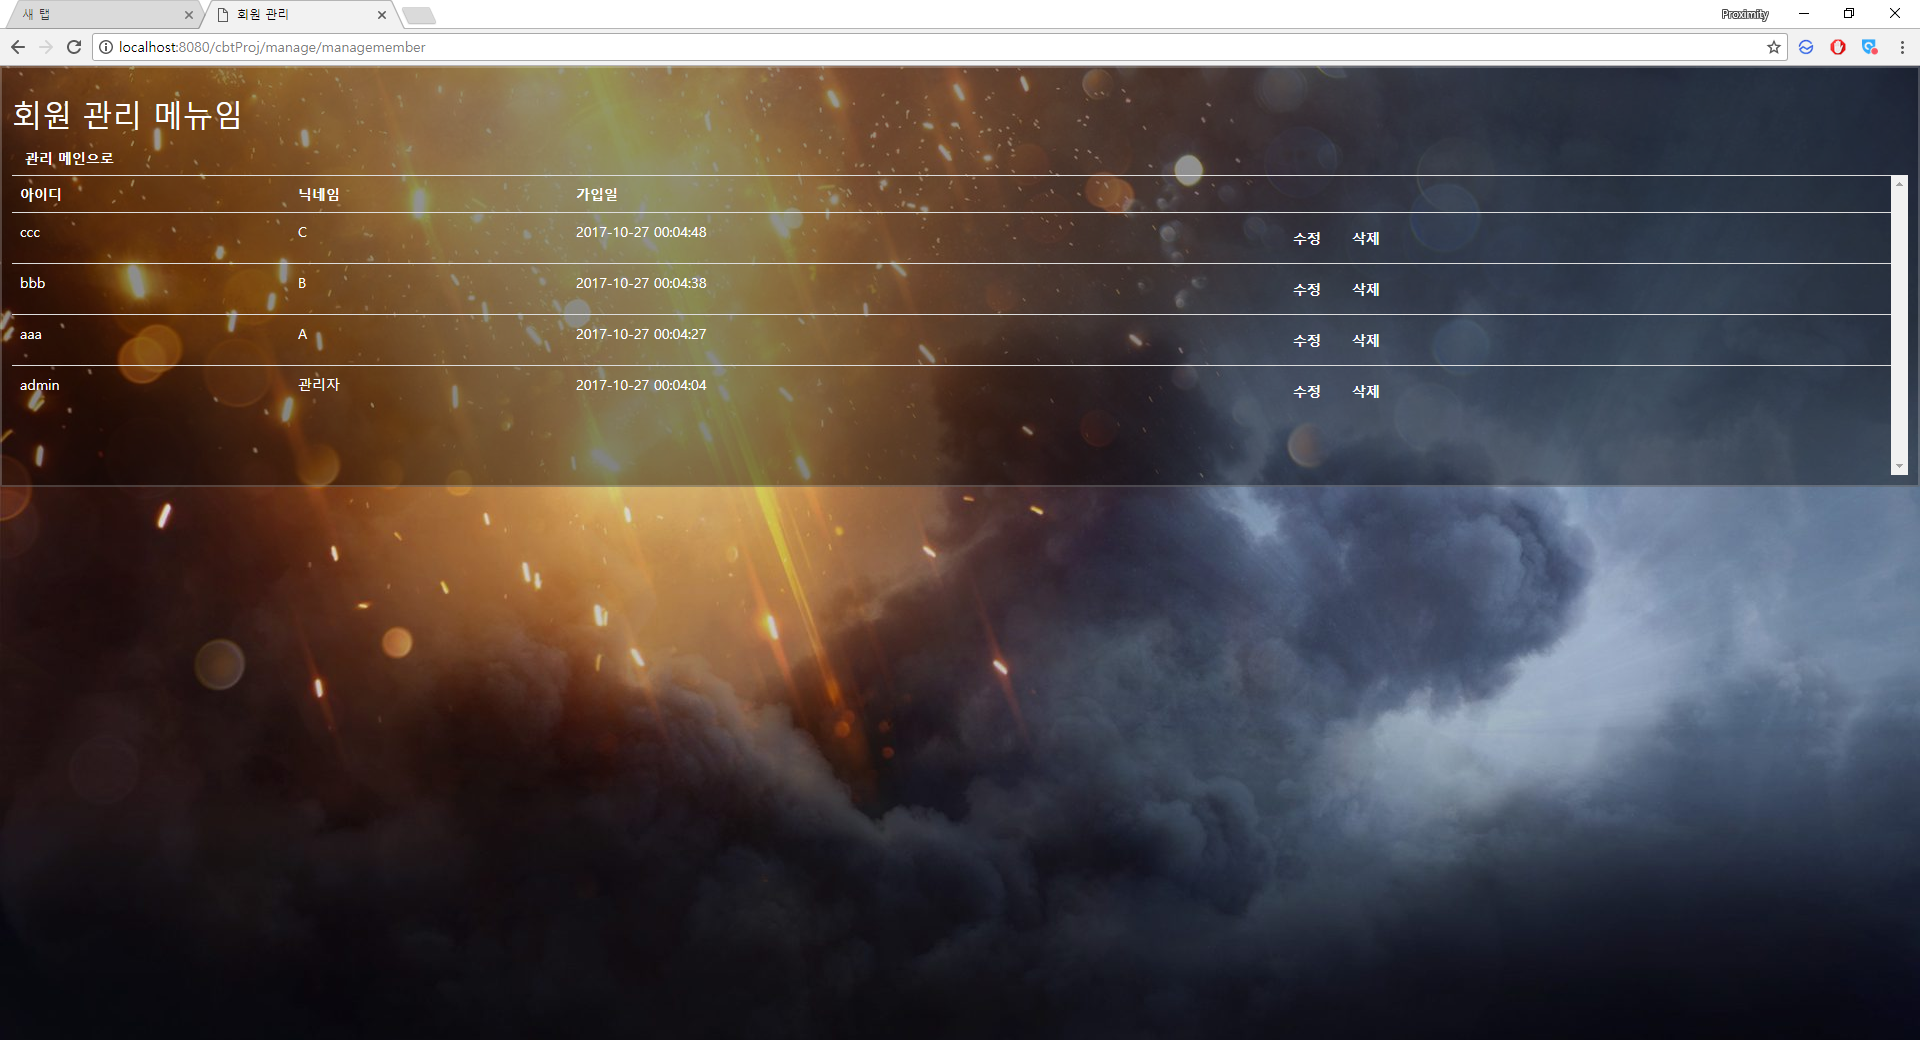 새 탭
회원 관리
Proximity
localhost:8080/cbtProj/manage/managemember
회원 관리 메뉴임
관리 메인으로
아이디 닉네임 가입일
ccc C 2017-10-27 00:04:48 수정 삭제
bbb B 2017-10-27 00:04:38 수정 삭제
aaa A 2017-10-27 00:04:27 수정 삭제
admin 관리자 2017-10-27 00:04:04 수정 삭제